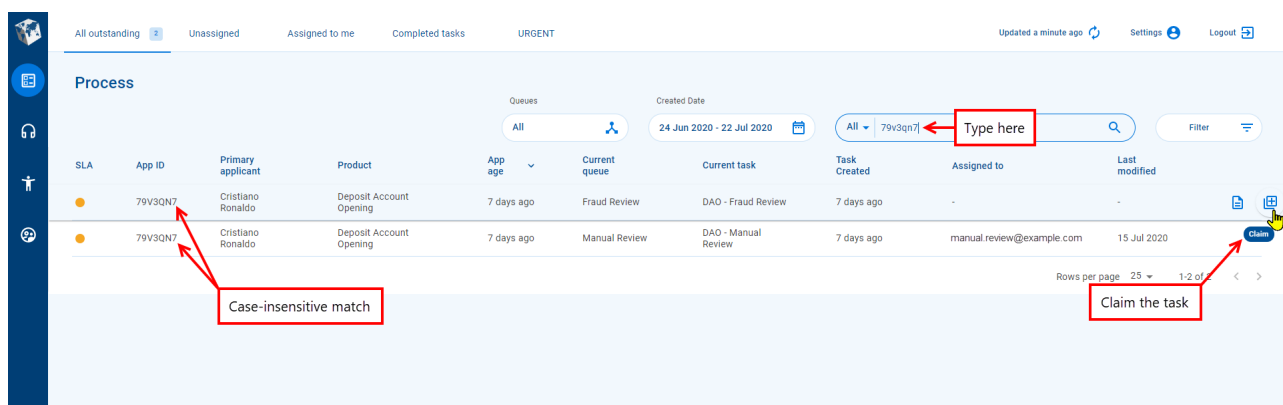 All outstanding 2 Unassigned Assigned to me Completed tasks URGENT Updated a minute ago Settings Logout
Process
Queues Created Date
All 24 Jun 2020 - 22 Jul 2020 All 79v3qn7 Type here Filter
SLA App ID Primary applicant Product App age Current queue Current task Task Created Assigned to Last modified
79V3QN7 Cristiano Ronaldo Deposit Account Opening 7 days ago Fraud Review DAO - Fraud Review 7 days ago - -
79V3QN7 Cristiano Ronaldo Deposit Account Opening 7 days ago Manual Review DAO - Manual Review 7 days ago manual.review@example.com 15 Jul 2020 Claim
Rows per page 25 1-2 of 2
Case-insensitive match Claim the task